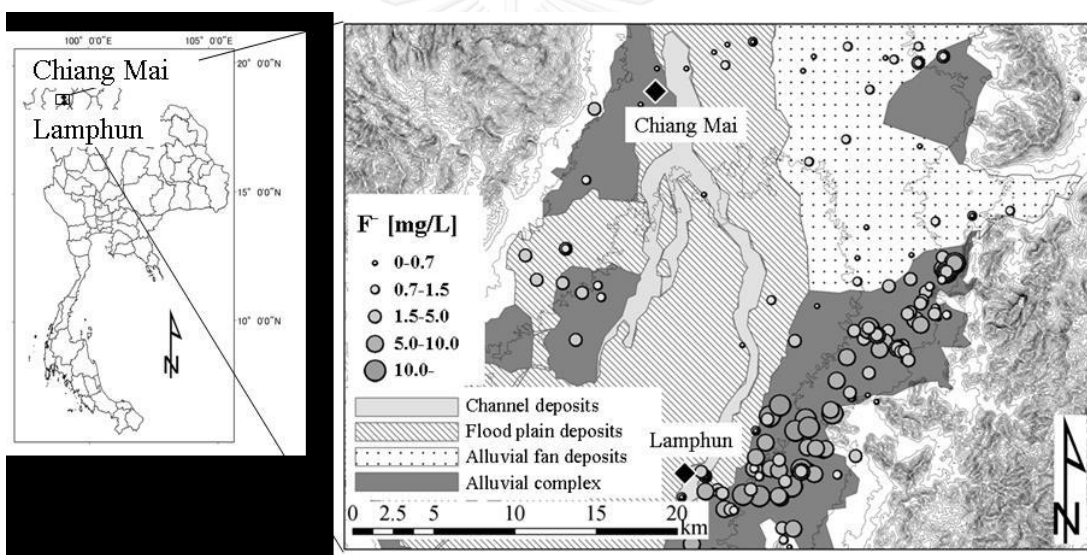 100° 0'0"E 105° 0'0"E
20° 0'0"N
Chiang Mai
Lamphun
15° 0'0"N
10° 0'0"N
N
Chiang Mai
F⁻ [mg/L]
0-0.7
0.7-1.5
1.5-5.0
5.0-10.0
10.0-
Channel deposits
Flood plain deposits
Alluvial fan deposits
Alluvial complex
Lamphun
0 2.5 5 10 15 20
km
N